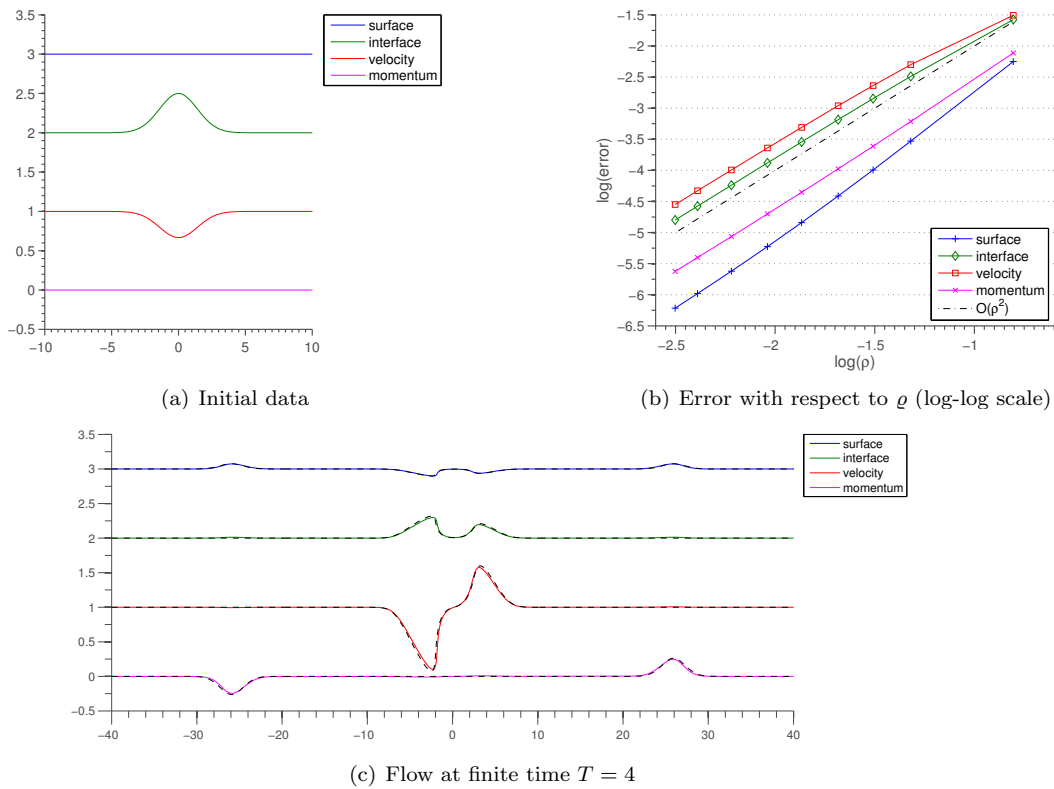 3.5
3
2.5
2
1.5
1
0.5
0
−0.5
−10
−5
0
5
10
surface
interface
velocity
momentum
(a) Initial data
−1.5
−2
−2.5
−3
−3.5
−4
−4.5
−5
−5.5
−6
−6.5
log(error)
−2.5
−2
−1.5
−1
log(ρ)
surface
interface
velocity
momentum
O(ρ²)
(b) Error with respect to ϱ (log-log scale)
3.5
3
2.5
2
1.5
1
0.5
0
−0.5
−40
−30
−20
−10
0
10
20
30
40
surface
interface
velocity
momentum
(c) Flow at finite time T = 4